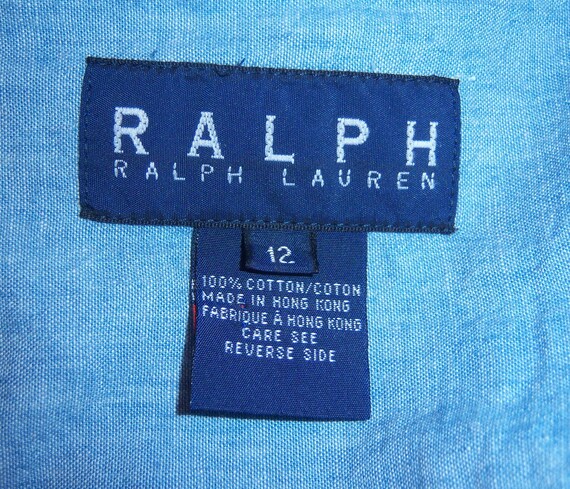 RALPH
RALPH LAUREN
12
100% COTTON/COTON
MADE IN HONG KONG
FABRIQUE À HONG KONG
CARE SEE
REVERSE SIDE